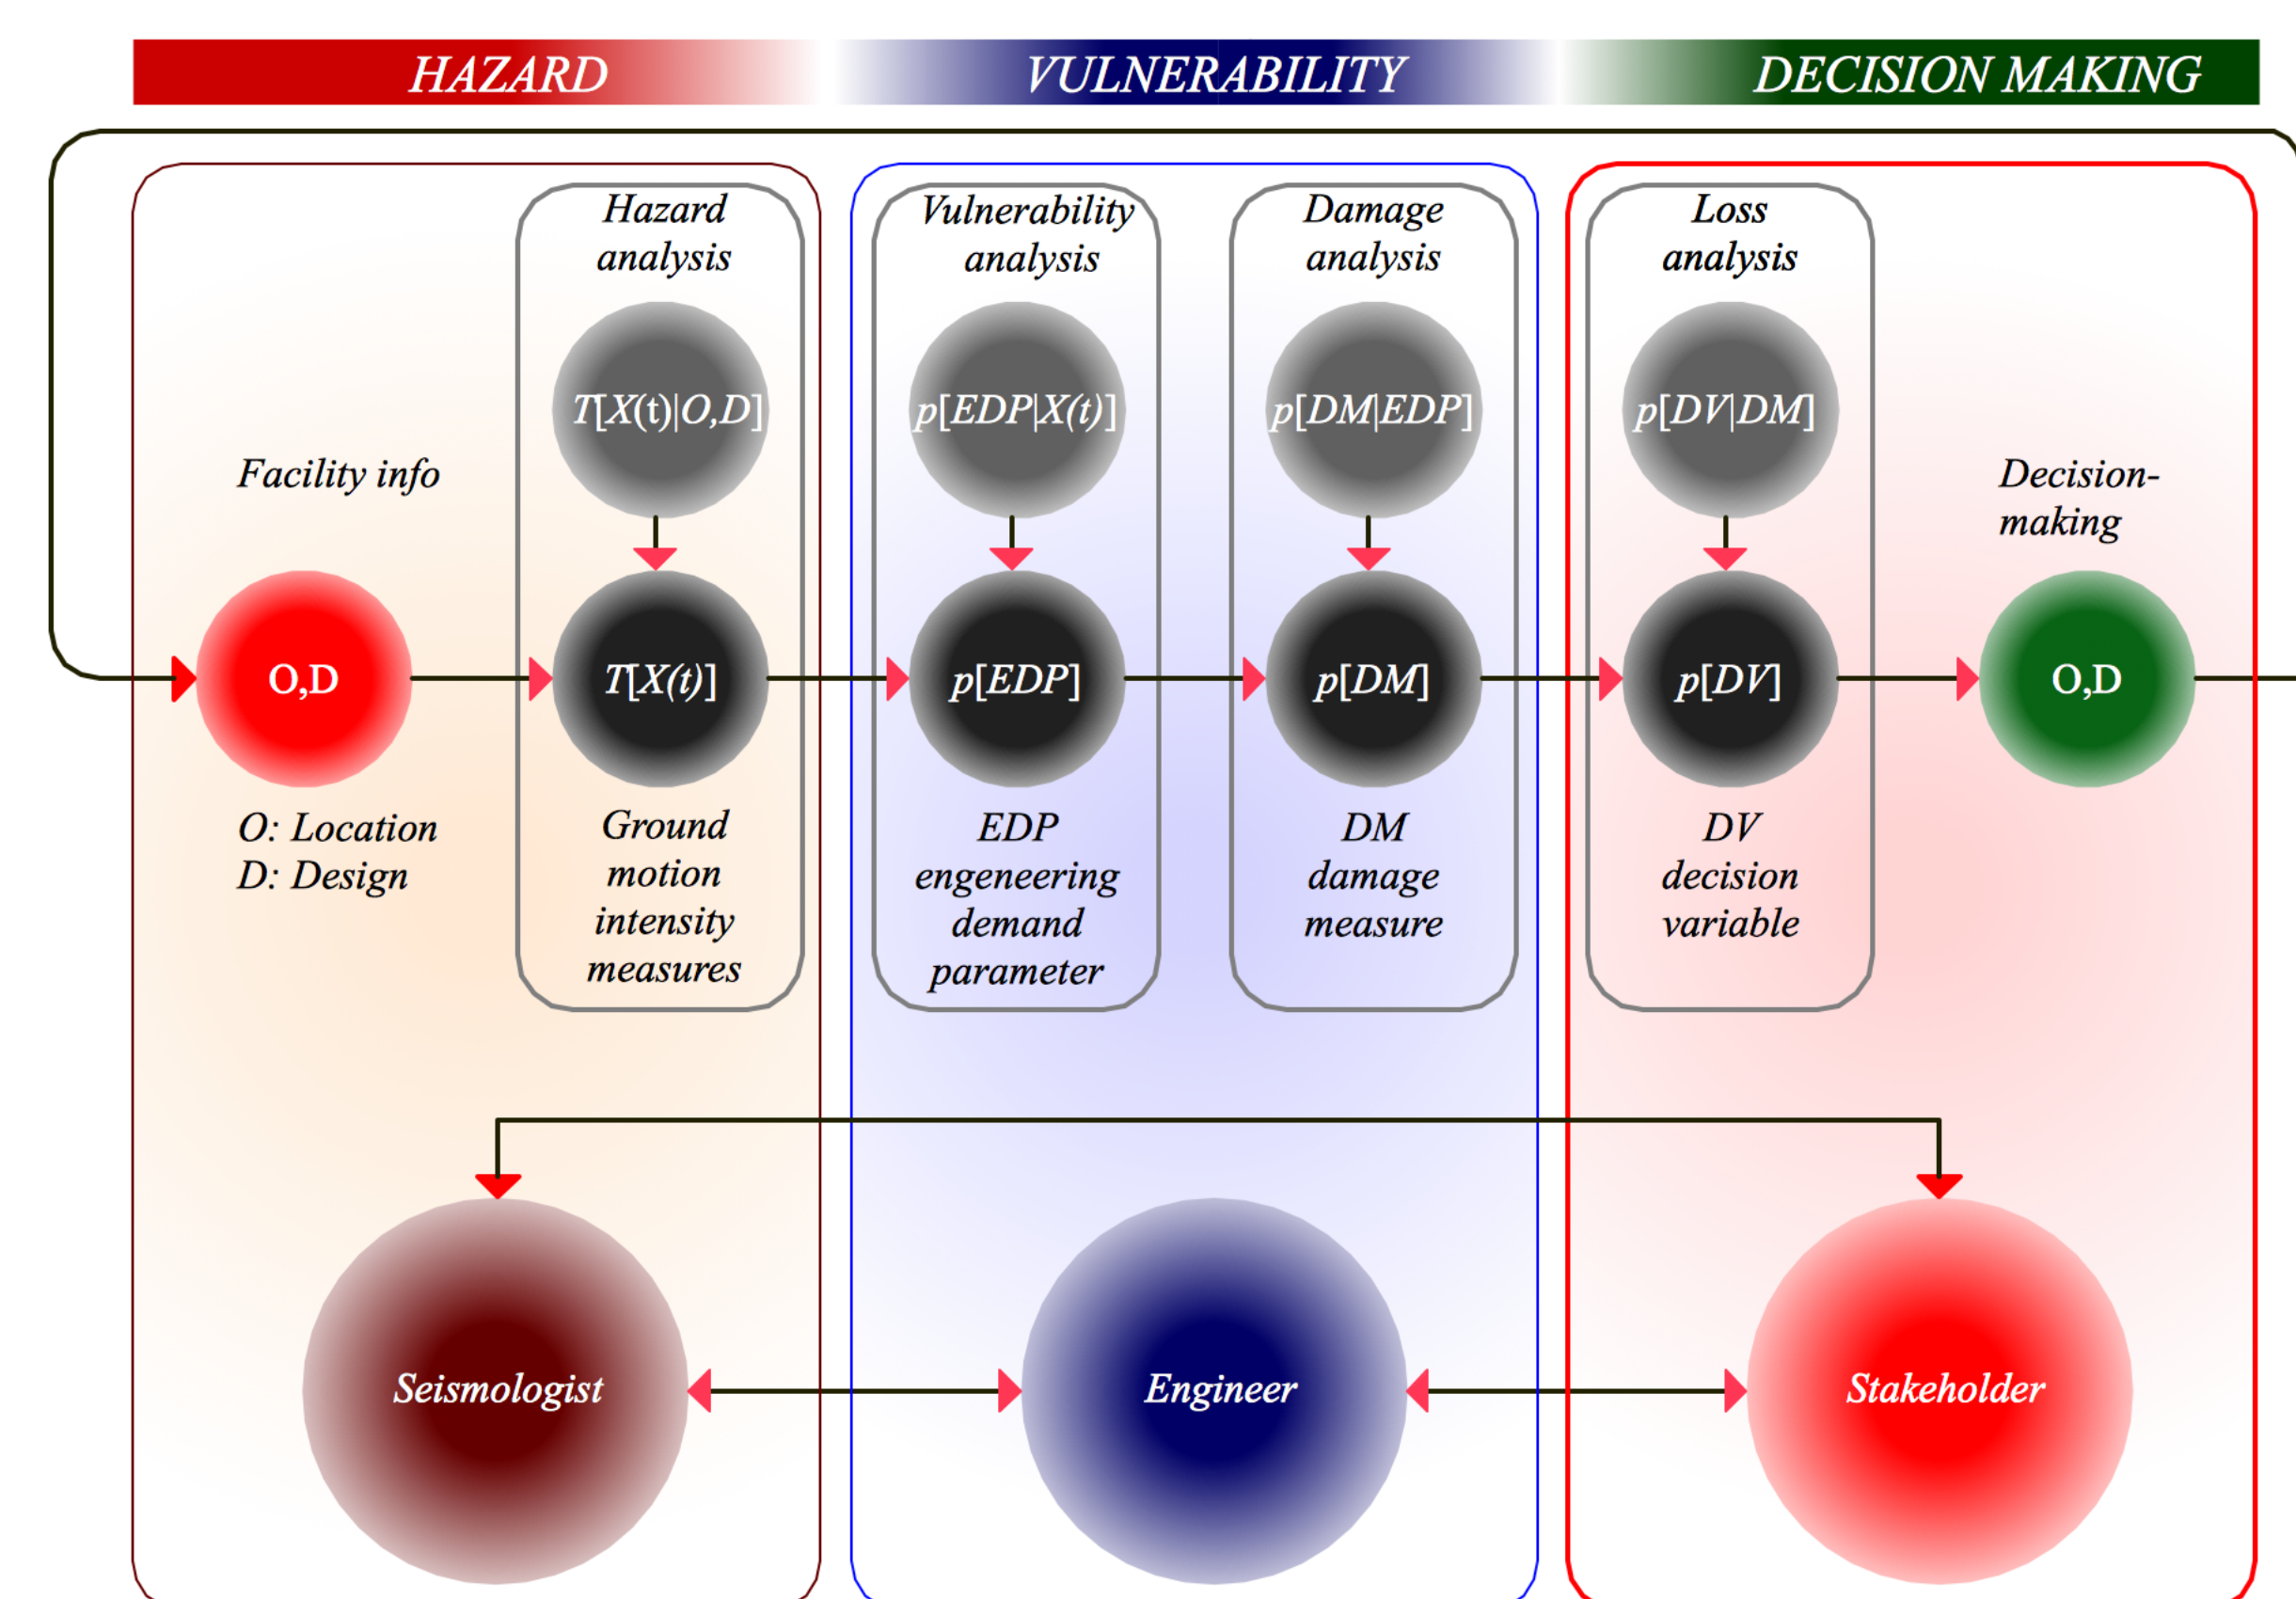 HAZARD
VULNERABILITY
DECISION MAKING
Hazard
analysis
T[X(t)|O,D]
Facility info
O,D
O: Location
D: Design
T[X(t)]
Ground
motion
intensity
measures
Vulnerability
analysis
p[EDP|X(t)]
p[EDP]
EDP
engeneering
demand
parameter
Damage
analysis
p[DM|EDP]
p[DM]
DM
damage
measure
Loss
analysis
p[DV|DM]
p[DV]
DV
decision
variable
Decision-
making
O,D
Seismologist
Engineer
Stakeholder